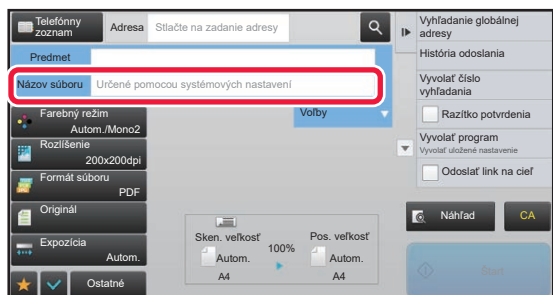 Telefónny
zoznam
Adresa
Stlačte na zadanie adresy
Predmet
Názov súboru
Určené pomocou systémových nastavení
Farebný režim
Autom./Mono2
Rozlíšenie
200x200dpi
Formát súboru
PDF
Originál
Expozícia
Autom.
Ostatné
Voľby
Sken. veľkosť
Autom.
A4
100%
Pos. veľkosť
Autom.
A4
Vyhľadanie globálnej
adresy
História odoslania
Vyvolať číslo
vyhľadania
Razítko potvrdenia
Vyvolať program
Vyvolať uložené nastavenie
Odoslať link na cieľ
Náhľad
CA
Štart